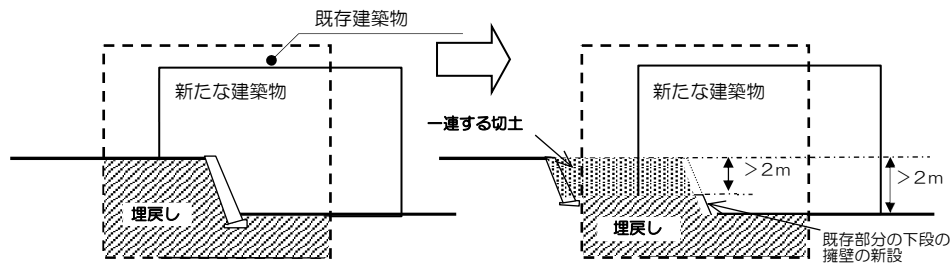 既存建築物
新たな建築物
埋戻し
新たな建築物
一連する切土
>2m
>2m
埋戻し
既存部分の下段の
擁壁の新設